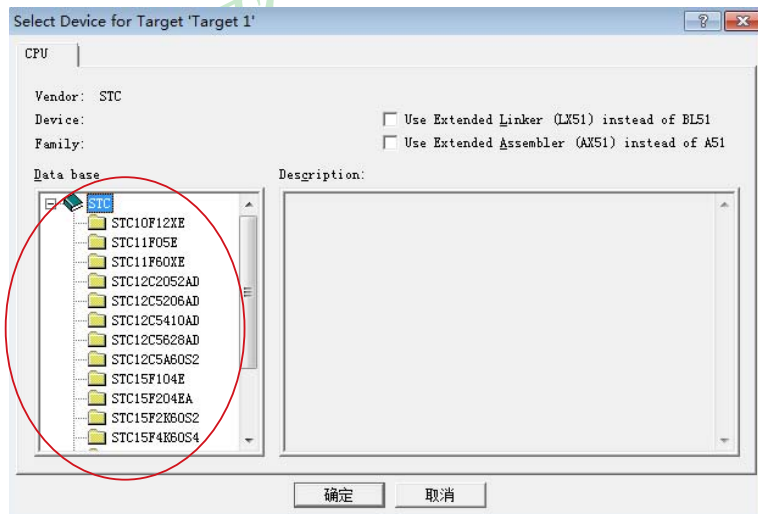 Select Device for Target 'Target 1'
CPU
Vendor: STC
Device:
Family:
Use Extended Linker (LX51) instead of BL51
Use Extended Assembler (AX51) instead of A51
Data base
Description:
STC
STC10F12XE
STC11F05E
STC11F60XE
STC12C2052AD
STC12C5206AD
STC12C5410AD
STC12C5628AD
STC12C5A60S2
STC15F104E
STC15F204EA
STC15F2K60S2
STC15F4K60S4
确定
取消